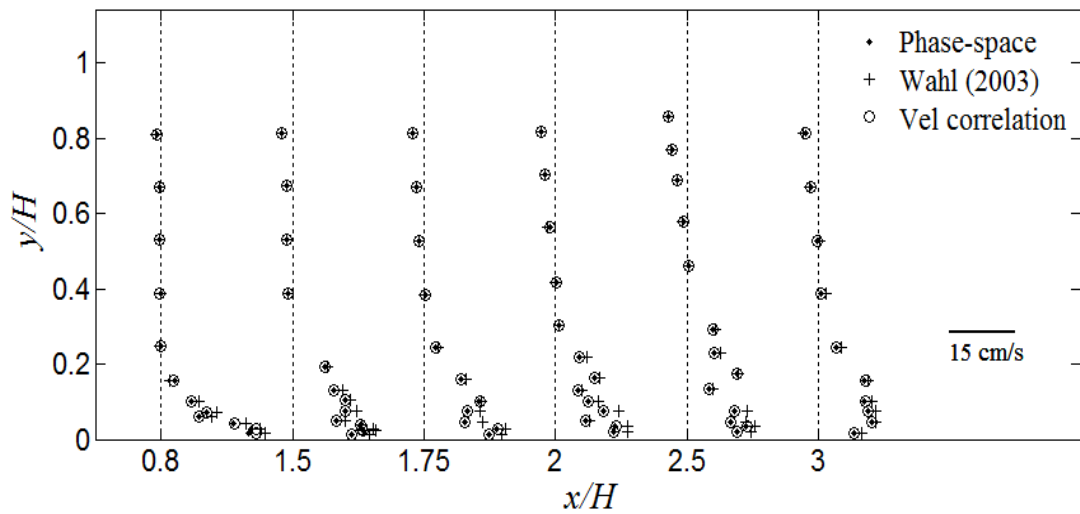 1
Phase-space
Wahl (2003)
0.8
Vel correlation
y/H
0.6
0.4
0.2
15 cm/s
0
0.8 1.5 1.75 2 2.5 3
x/H